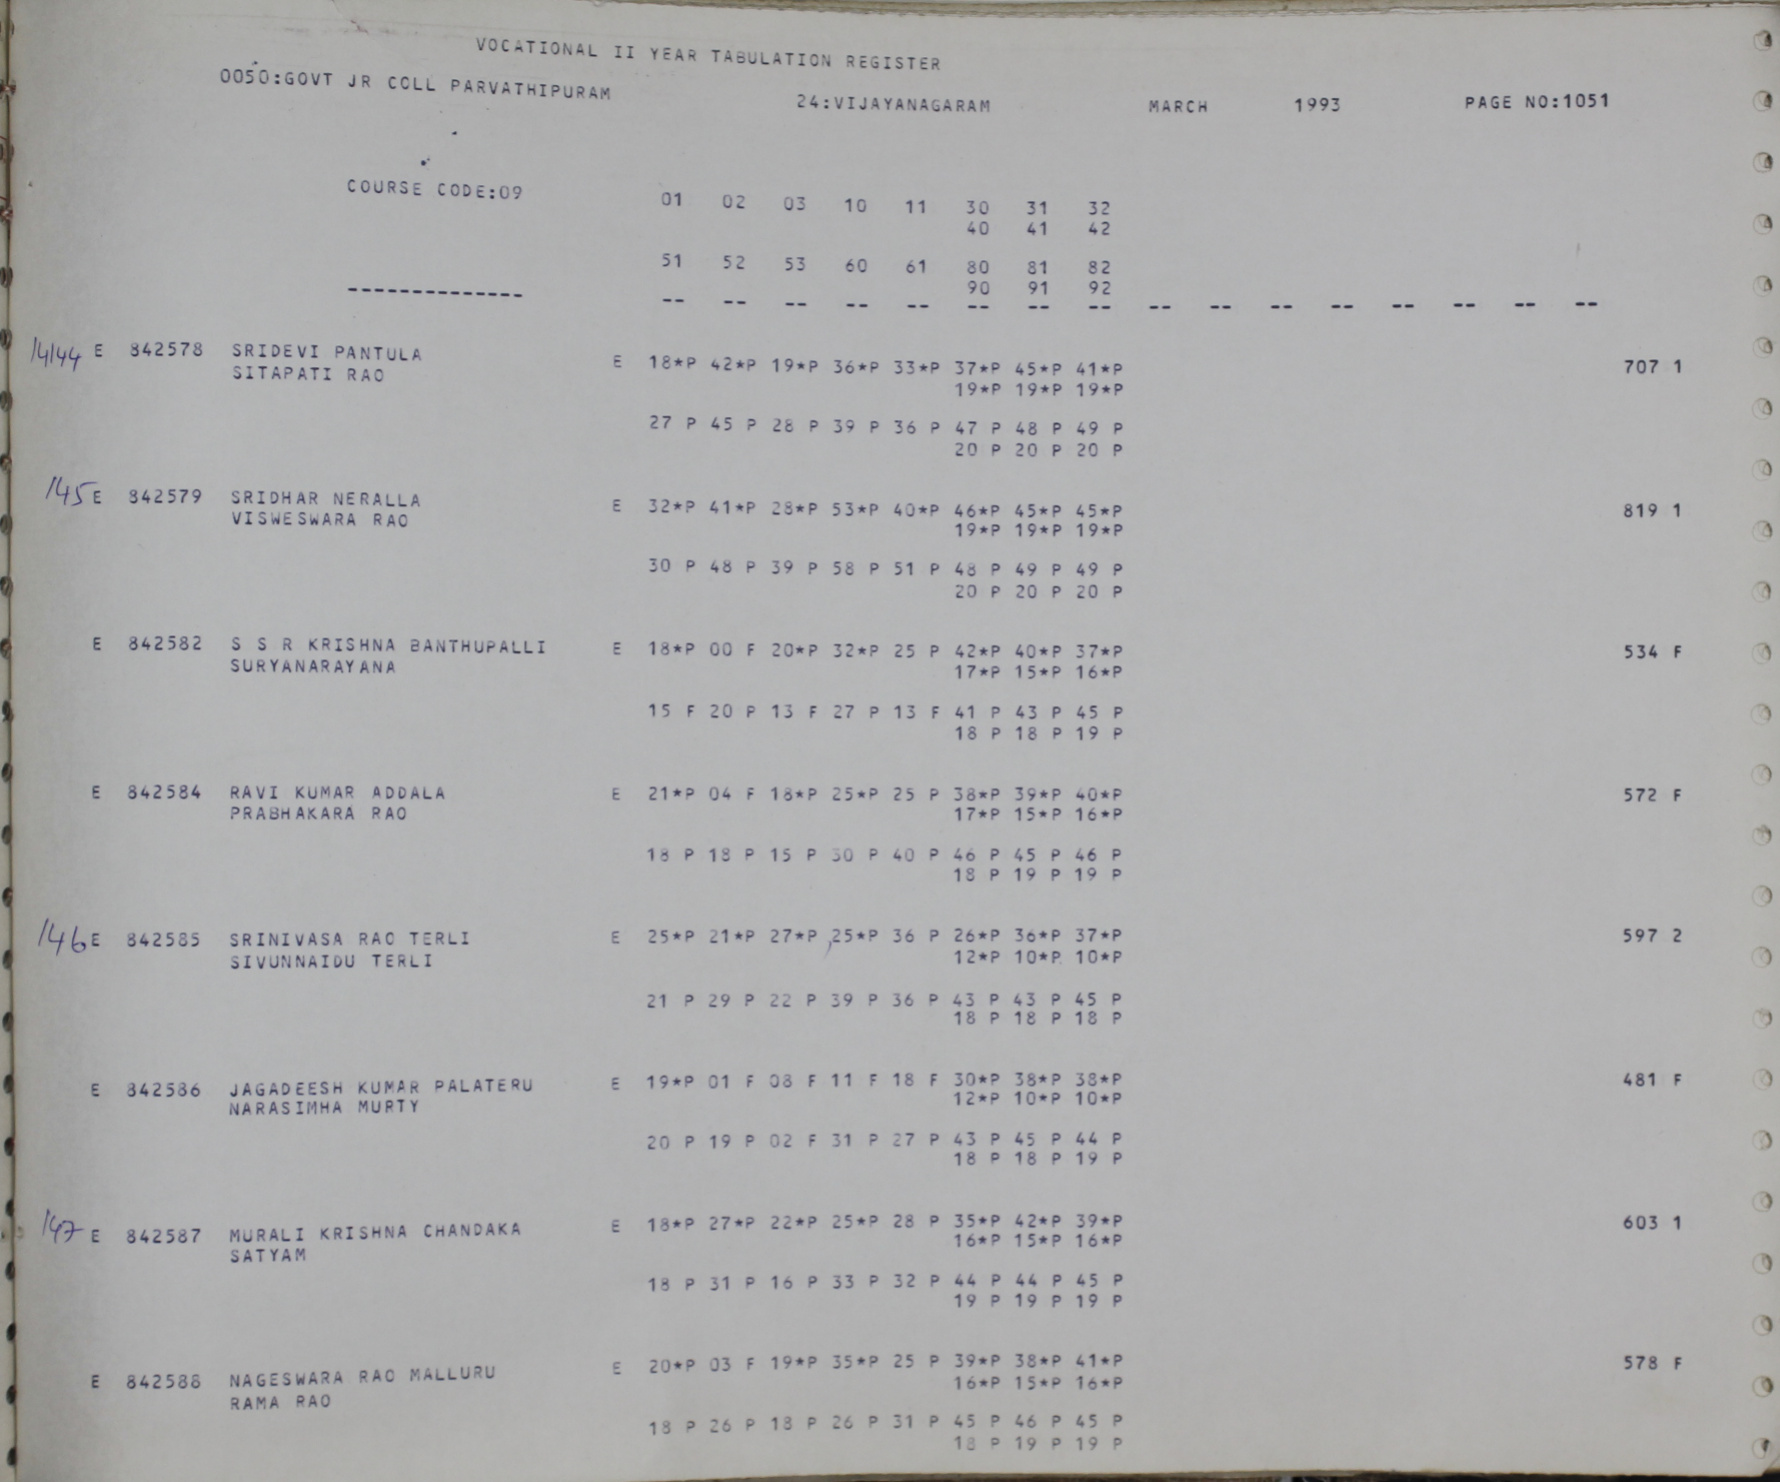 VOCATIONAL II YEAR TABULATION REGISTER
0050:GOVT JR COLL PARVATHIPURAM 24:VIJAYANAGARAM MARCH 1993 PAGE NO:1051
COURSE CODE:09 01 02 03 10 11 30 31 32
40 41 42
51 52 53 60 61 80 81 82
90 91 92
-------------- -- -- -- -- -- -- -- -- -- -- -- -- -- -- -- --
14144 E 842578 SRIDEVI PANTULA E 18*P 42*P 19*P 36*P 33*P 37*P 45*P 41*P 707 1
SITAPATI RAO 19*P 19*P 19*P
27 P 45 P 28 P 39 P 36 P 47 P 48 P 49 P
20 P 20 P 20 P
145 E 842579 SRIDHAR NERALLA E 32*P 41*P 28*P 53*P 40*P 46*P 45*P 45*P 819 1
VISWESWARA RAO 19*P 19*P 19*P
30 P 48 P 39 P 58 P 51 P 48 P 49 P 49 P
20 P 20 P 20 P
E 842582 S S R KRISHNA BANTHUPALLI E 18*P 00 F 20*P 32*P 25 P 42*P 40*P 37*P 534 F
SURYANARAYANA 17*P 15*P 16*P
15 F 20 P 13 F 27 P 13 F 41 P 43 P 45 P
18 P 18 P 19 P
E 842584 RAVI KUMAR ADDALA E 21*P 04 F 18*P 25*P 25 P 38*P 39*P 40*P 572 F
PRABHAKARA RAO 17*P 15*P 16*P
18 P 18 P 15 P 30 P 40 P 46 P 45 P 46 P
18 P 19 P 19 P
146 E 842585 SRINIVASA RAO TERLI E 25*P 21*P 27*P 25*P 36 P 26*P 36*P 37*P 597 2
SIVUNNAIDU TERLI 12*P 10*P 10*P
21 P 29 P 22 P 39 P 36 P 43 P 43 P 45 P
18 P 18 P 18 P
E 842586 JAGADEESH KUMAR PALATERU E 19*P 01 F 08 F 11 F 18 F 30*P 38*P 38*P 481 F
NARASIMHA MURTY 12*P 10*P 10*P
20 P 19 P 02 F 31 P 27 P 43 P 45 P 44 P
18 P 18 P 19 P
147 E 842587 MURALI KRISHNA CHANDAKA E 18*P 27*P 22*P 25*P 28 P 35*P 42*P 39*P 603 1
SATYAM 16*P 15*P 16*P
18 P 31 P 16 P 33 P 32 P 44 P 44 P 45 P
19 P 19 P 19 P
E 842588 NAGESWARA RAO MALLURU E 20*P 03 F 19*P 35*P 25 P 39*P 38*P 41*P 578 F
RAMA RAO 16*P 15*P 16*P
18 P 26 P 18 P 26 P 31 P 45 P 46 P 45 P
18 P 19 P 19 P